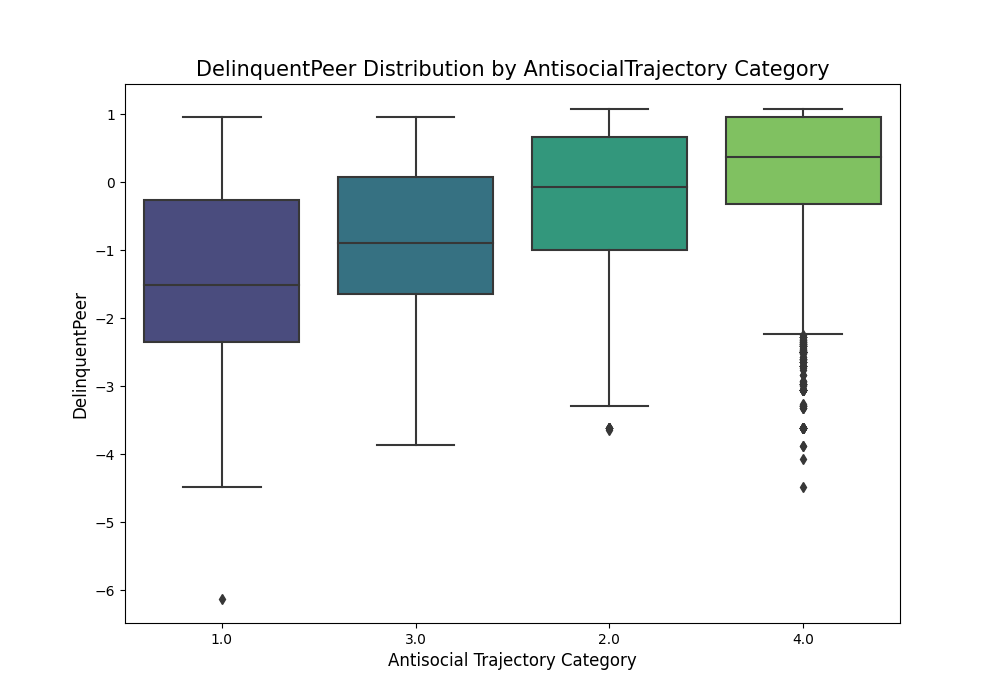 DelinquentPeer Distribution by AntisocialTrajectory Category
DelinquentPeer
1
0
−1
−2
−3
−4
−5
−6
1.0 3.0 2.0 4.0
Antisocial Trajectory Category